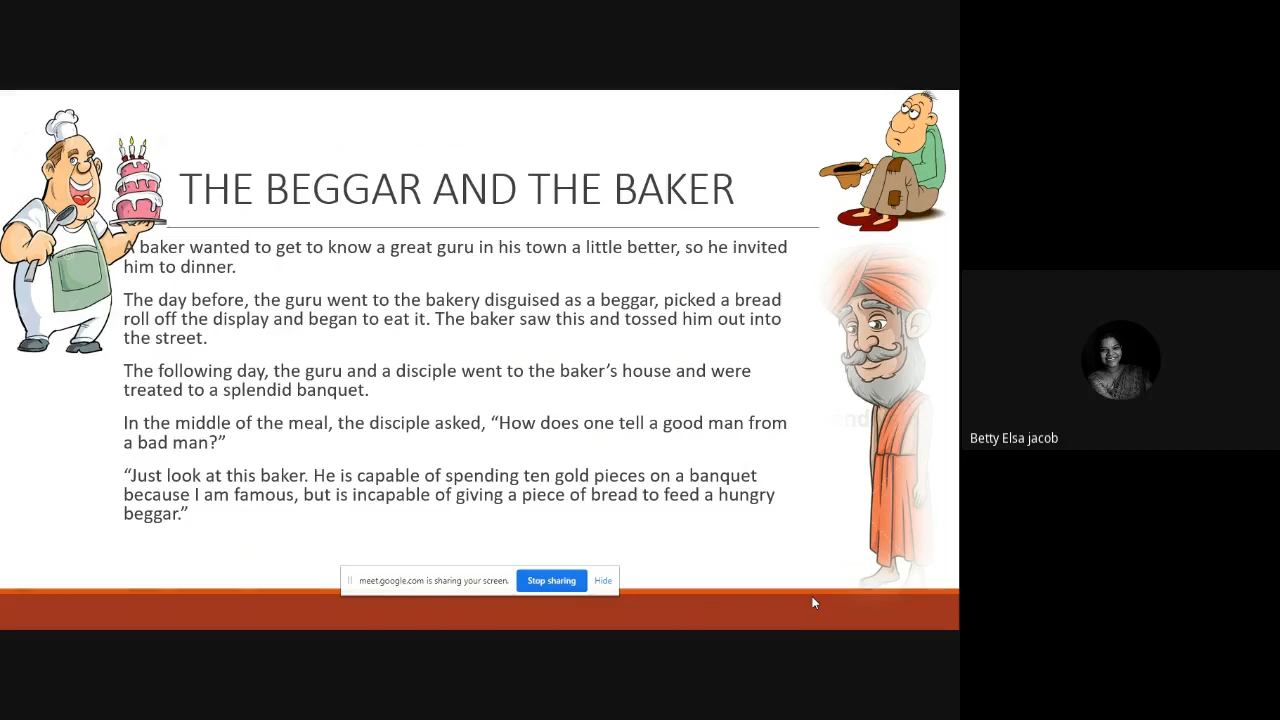 THE BEGGAR AND THE BAKER
A baker wanted to get to know a great guru in his town a little better, so he invited
him to dinner.
The day before, the guru went to the bakery disguised as a beggar, picked a bread
roll off the display and began to eat it. The baker saw this and tossed him out into
the street.
The following day, the guru and a disciple went to the baker’s house and were
treated to a splendid banquet.
In the middle of the meal, the disciple asked, “How does one tell a good man from
a bad man?”
“Just look at this baker. He is capable of spending ten gold pieces on a banquet
because I am famous, but is incapable of giving a piece of bread to feed a hungry
beggar.”
meet.google.com is sharing your screen. Stop sharing Hide
Betty Elsa jacob